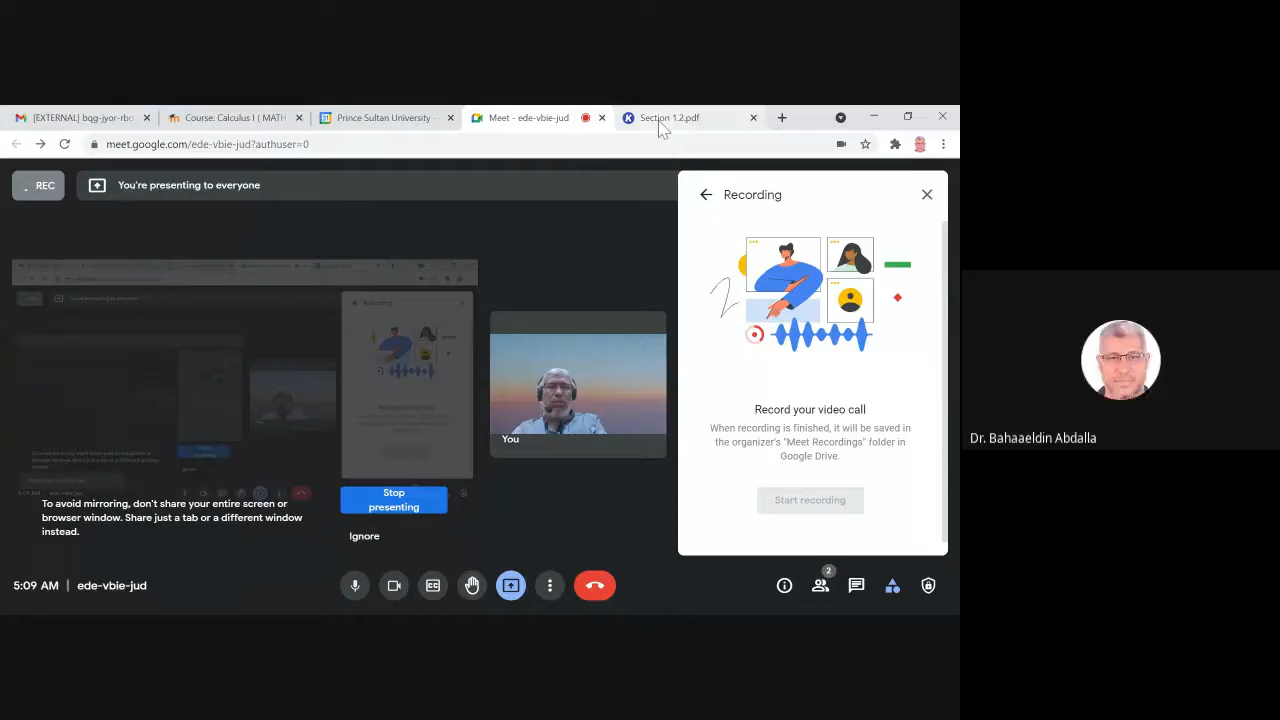 [EXTERNAL] bqg-jyor-rbo
Course: Calculus I ( MATH
Prince Sultan University -
Meet - ede-vbie-jud
Section 1.2.pdf
meet.google.com/ede-vbie-jud?authuser=0
REC
You're presenting to everyone
Recording
You
Record your video call
When recording is finished, it will be saved in
the organizer's "Meet Recordings" folder in
Google Drive.
Start recording
Stop
presenting
To avoid mirroring, don't share your entire screen or
browser window. Share just a tab or a different window
instead.
Ignore
Dr. Bahaaeldin Abdalla
5:09 AM | ede-vbie-jud
2